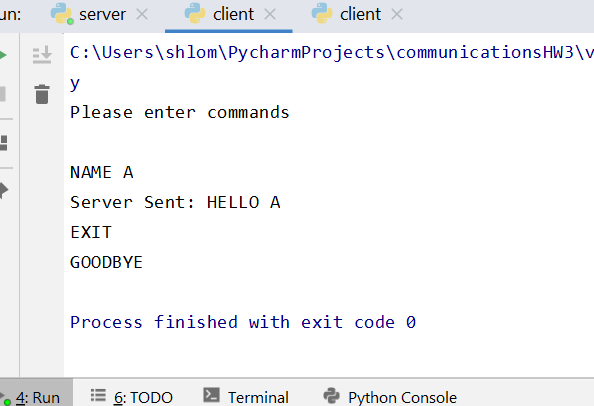 un:
server
client
client
C:\Users\shlom\PycharmProjects\communicationsHW3\v
y
Please enter commands
NAME A
Server Sent: HELLO A
EXIT
GOODBYE
Process finished with exit code 0
4: Run
6: TODO
Terminal
Python Console